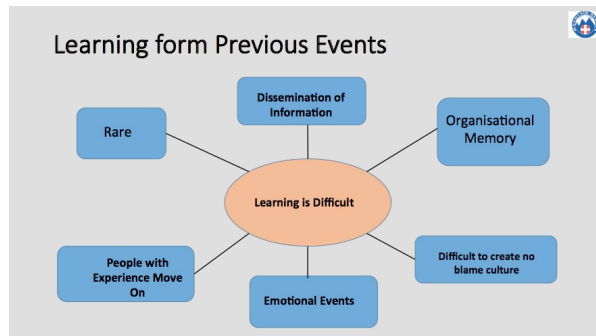 Learning form Previous Events
Dissemination of
Information
Rare
Organisational
Memory
Learning is Difficult
People with
Experience Move
On
Emotional Events
Difficult to create no
blame culture